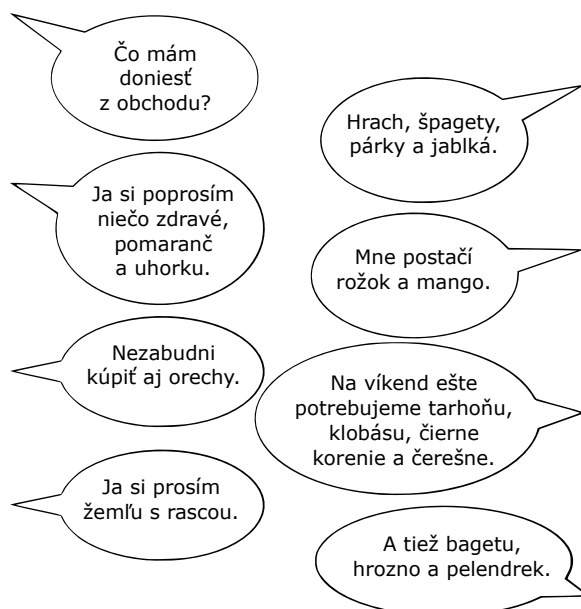 Čo mám
doniesť
z obchodu?
Hrach, špagety,
párky a jablká.
Ja si poprosím
niečo zdravé,
pomaranč
a uhorku.
Mne postačí
rožok a mango.
Nezabudni
kúpiť aj orechy.
Na víkend ešte
potrebujeme tarhoňu,
klobásu, čierne
korenie a čerešne.
Ja si prosím
žemľu s rascou.
A tiež bagetu,
hrozno a pelendrek.